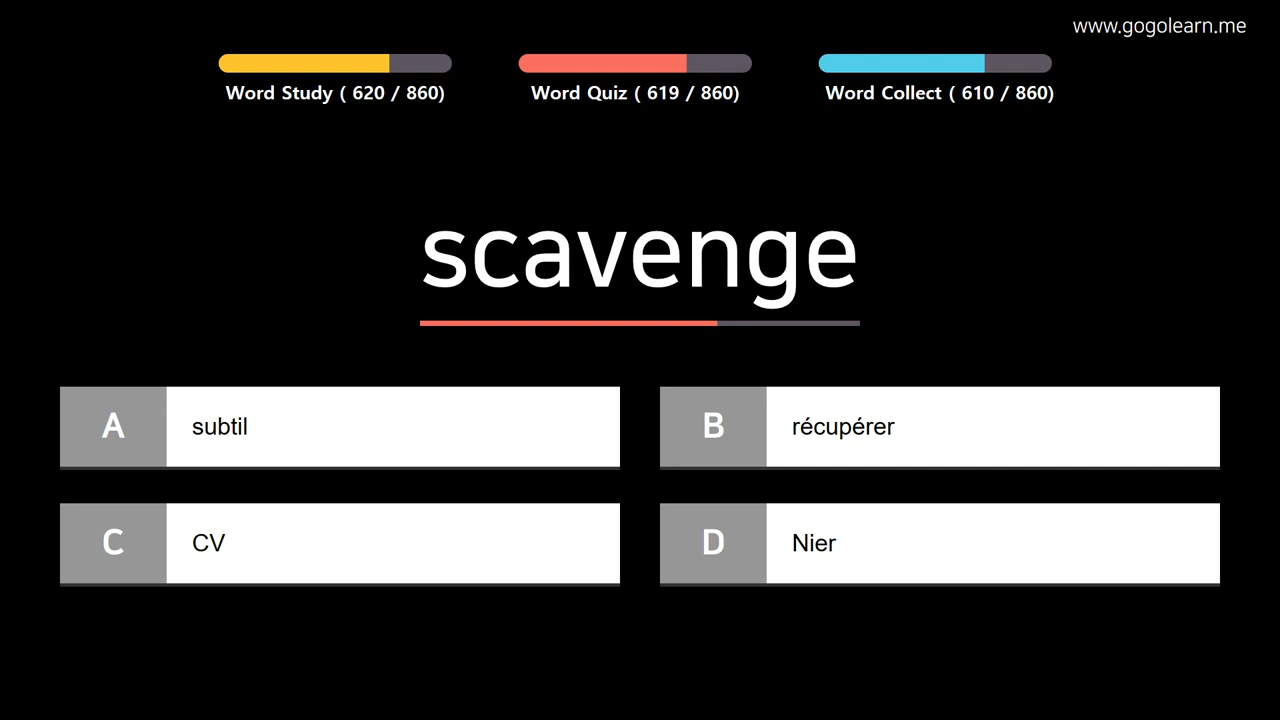 www.gogolearn.me
Word Study ( 620 / 860)
Word Quiz ( 619 / 860)
Word Collect ( 610 / 860)
scavenge
A subtil
B récupérer
C CV
D Nier